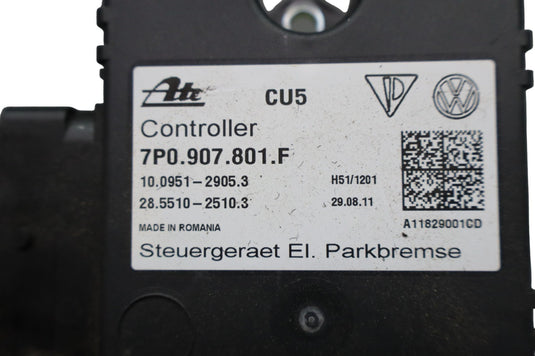 Ate CU5
Controller
7P0.907.801.F
10.0951-2905.3 H51/1201
28.5510-2510.3 29.08.11
MADE IN ROMANIA A11829001CD
Steuergeraet El. Parkbremse
CU5